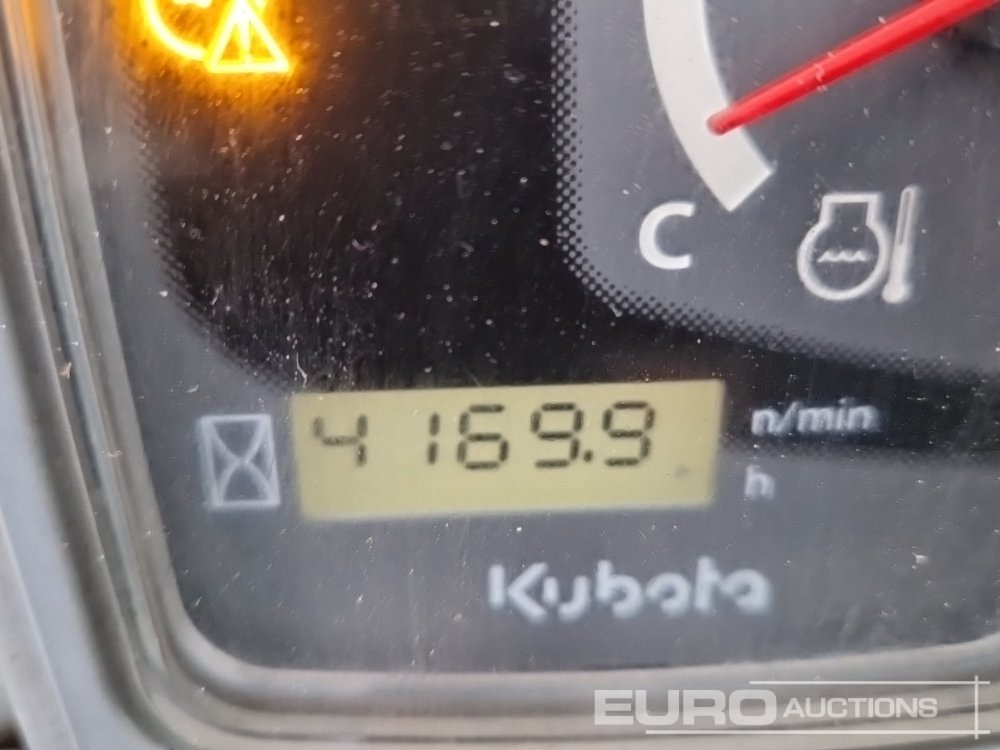 C
4169.9
n/min
h
Kubota
EURO AUCTIONS